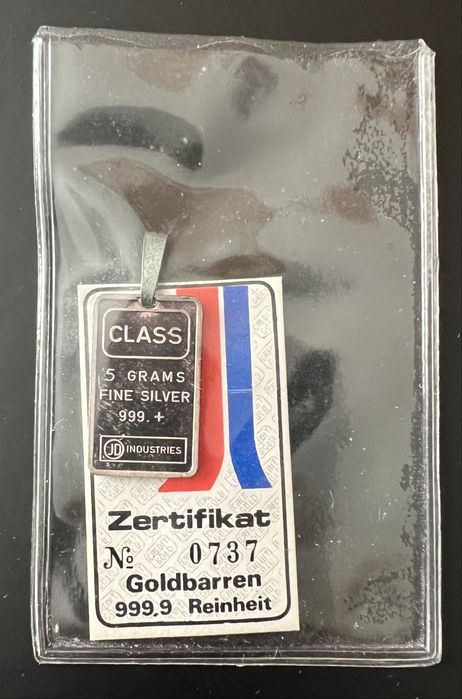 CLASS
5 GRAMS
FINE SILVER
999.+
JD INDUSTRIES
Zertifikat
№ 0737
Goldbarren
999,9 Reinheit